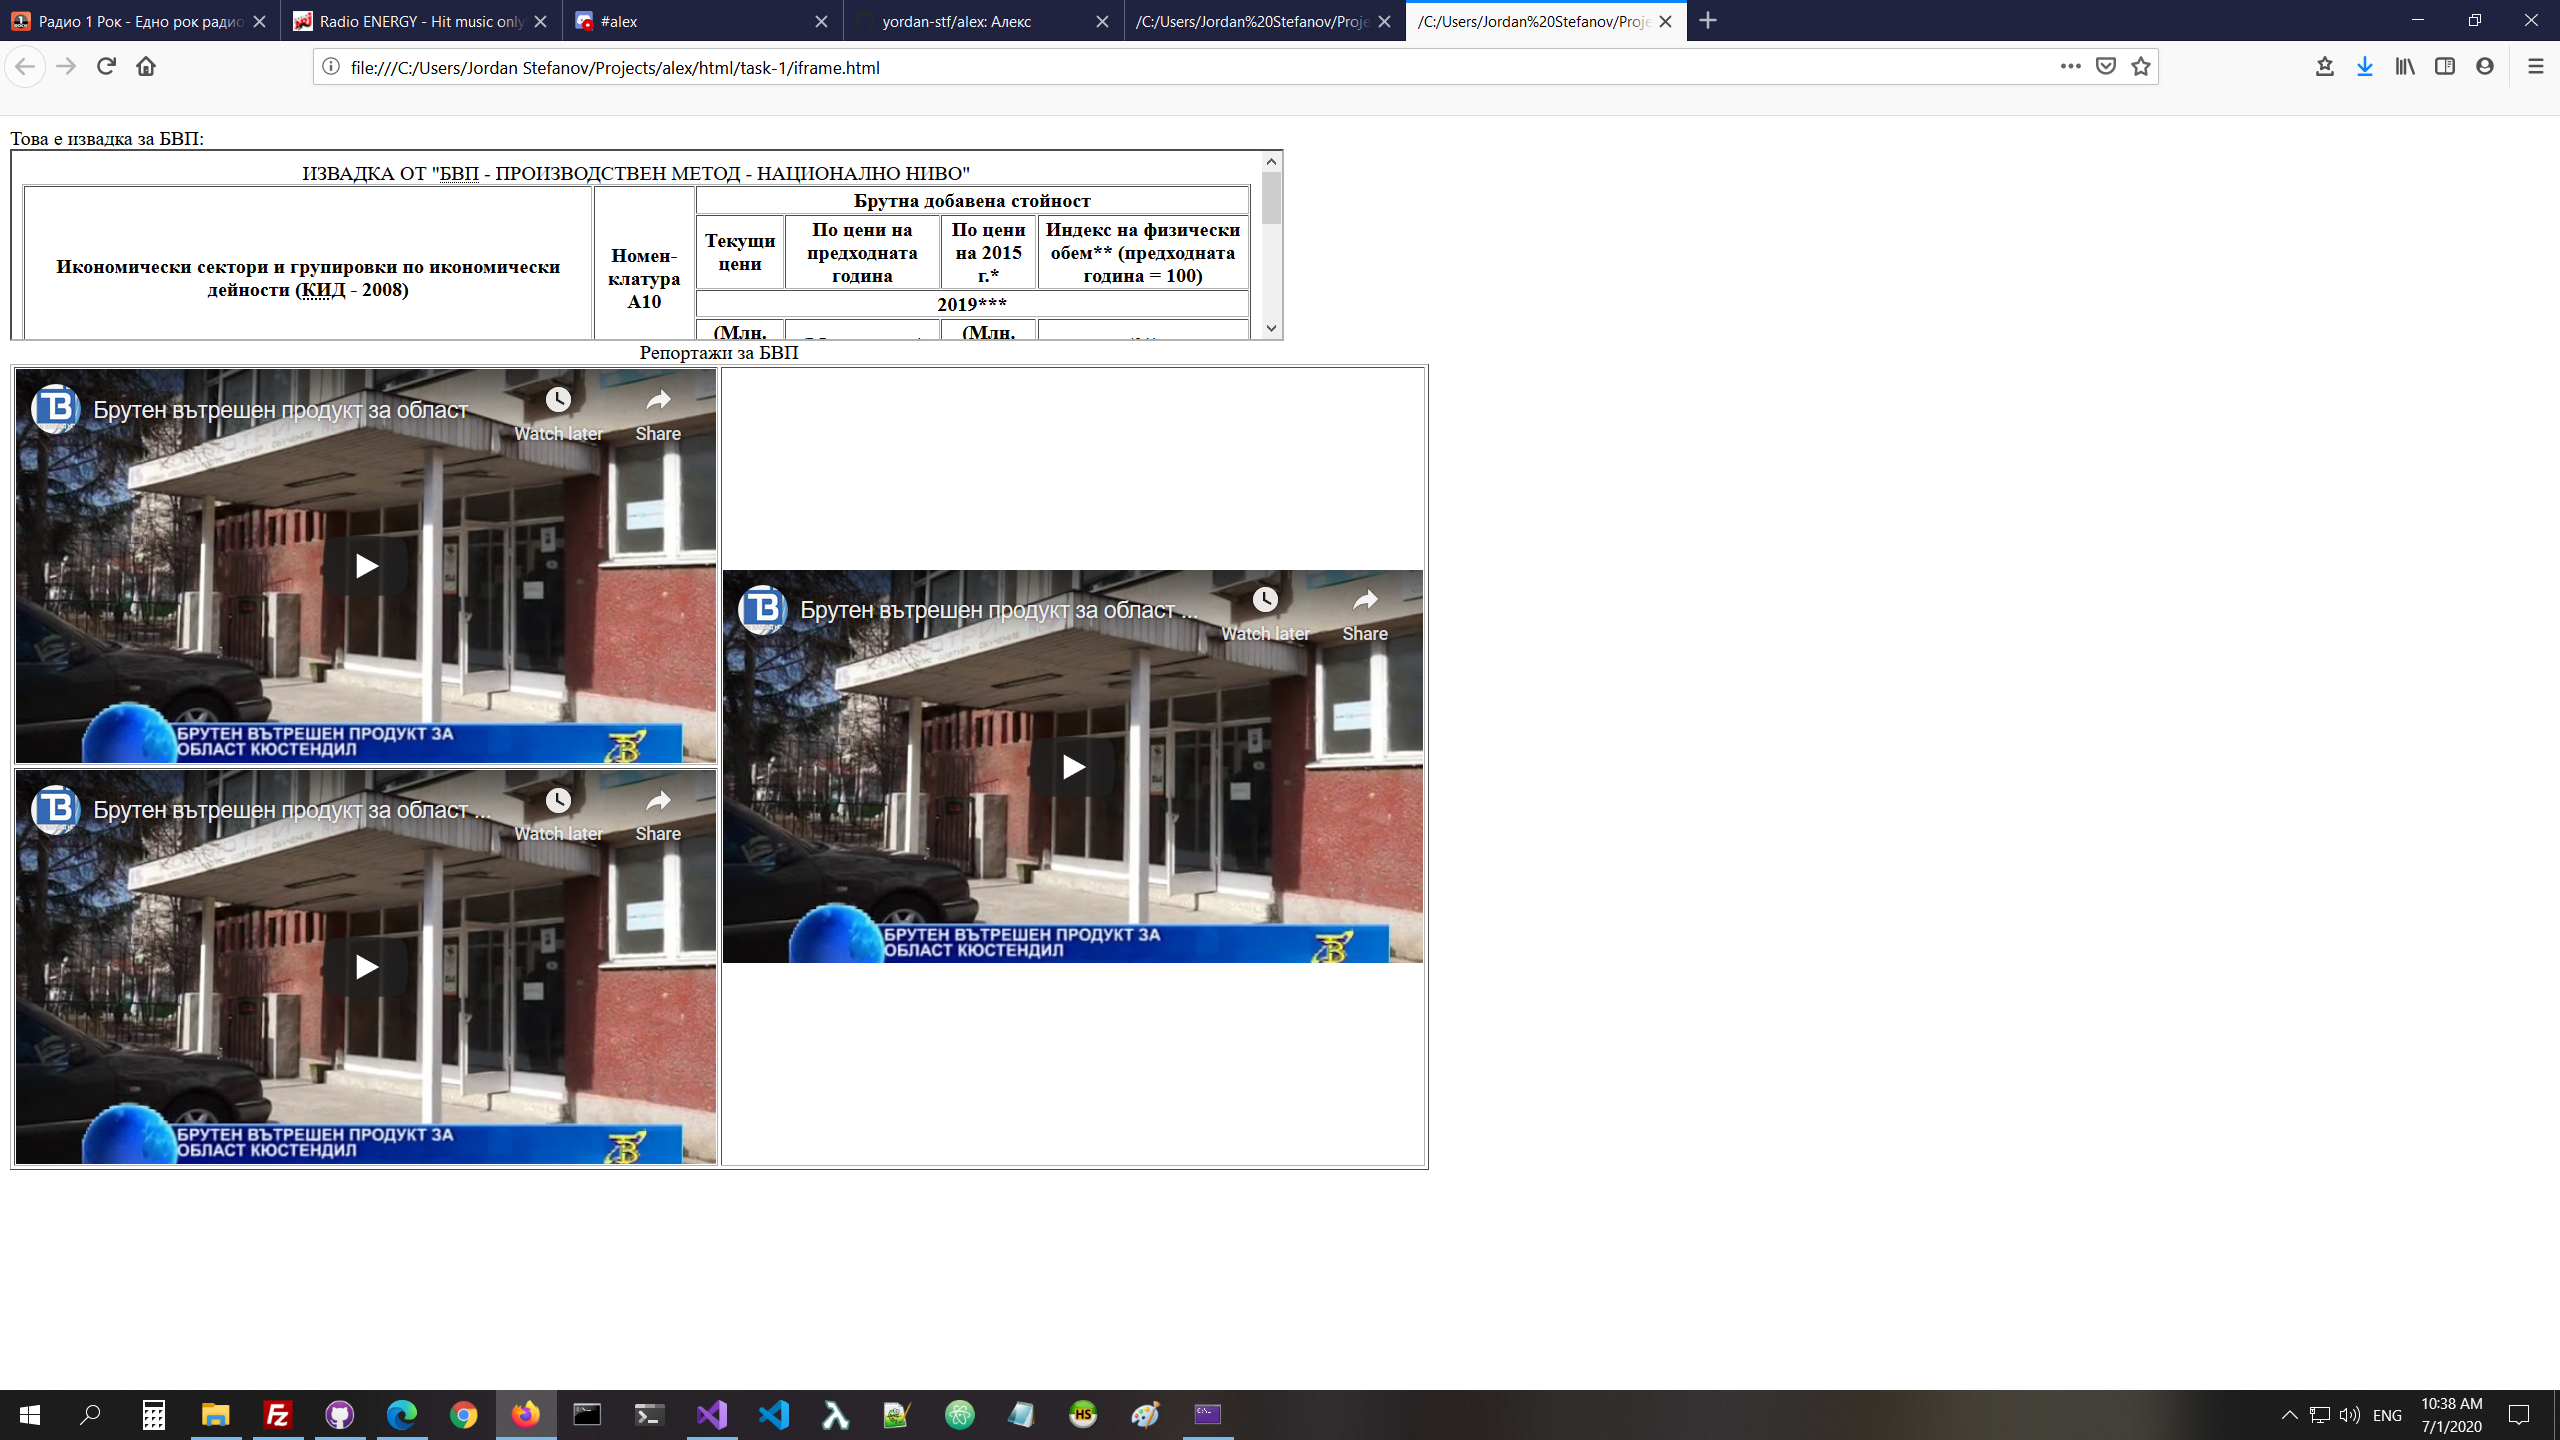 Радио 1 Рок - Едно рок радио
Radio ENERGY - Hit music only
#alex
yordan-stf/alex: Алекс
/C:/Users/Jordan%20Stefanov/Proje
/C:/Users/Jordan%20Stefanov/Proje
file:///C:/Users/Jordan Stefanov/Projects/alex/html/task-1/iframe.html
Това е извадка за БВП:
ИЗВАДКА ОТ "БВП - ПРОИЗВОДСТВЕН МЕТОД - НАЦИОНАЛНО НИВО"
Икономически сектори и групировки по икономически
дейности (КИД - 2008)
Номен-
клатура
А10
Брутна добавена стойност
Текущи
цени
По цени на
предходната
година
По цени
на 2015
г.*
Индекс на физически
обем** (предходната
година = 100)
2019***
(Млн.
(Млн.
Репортажи за БВП
Брутен вътрешен продукт за област
Watch later
Share
БРУТЕН ВЪТРЕШЕН ПРОДУКТ ЗА
ОБЛАСТ КЮСТЕНДИЛ
Брутен вътрешен продукт за област ...
Watch later
Share
БРУТЕН ВЪТРЕШЕН ПРОДУКТ ЗА
ОБЛАСТ КЮСТЕНДИЛ
Брутен вътрешен продукт за област ...
Watch later
Share
БРУТЕН ВЪТРЕШЕН ПРОДУКТ ЗА
ОБЛАСТ КЮСТЕНДИЛ
ENG
10:38 AM
7/1/2020